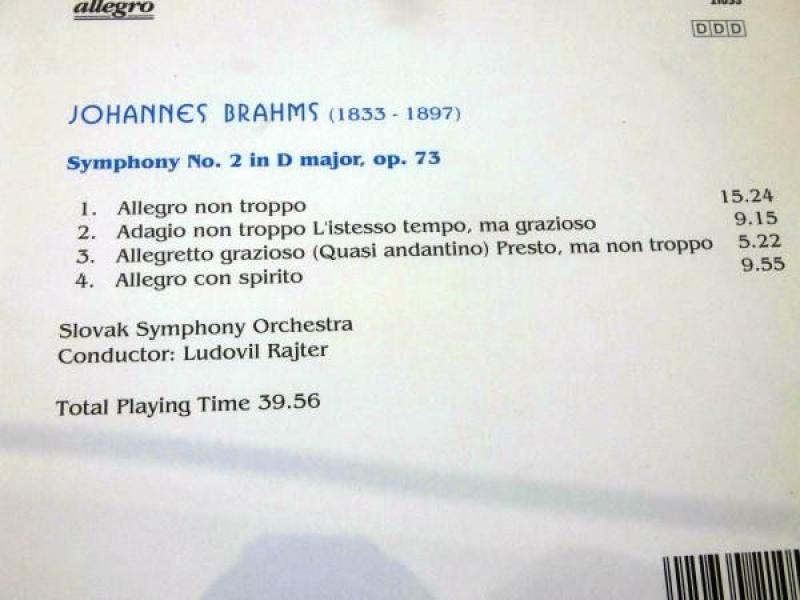 allegro
DDD
JOHANNES BRAHMS (1833 - 1897)
Symphony No. 2 in D major, op. 73
1. Allegro non troppo 15.24
2. Adagio non troppo L'istesso tempo, ma grazioso 9.15
3. Allegretto grazioso (Quasi andantino) Presto, ma non troppo 5.22
4. Allegro con spirito 9.55
Slovak Symphony Orchestra
Conductor: Ludovil Rajter
Total Playing Time 39.56